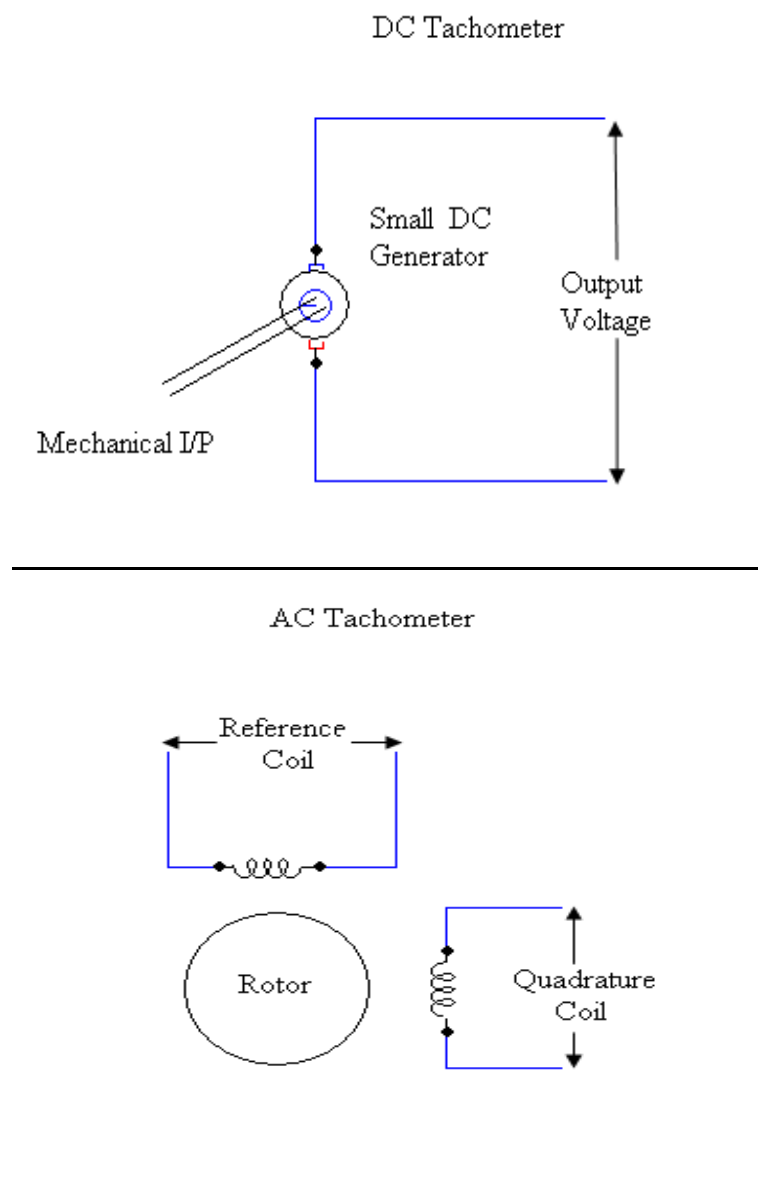 DC Tachometer
Small DC
Generator
Output
Voltage
Mechanical I/P
AC Tachometer
Reference
Coil
Rotor
Quadrature
Coil